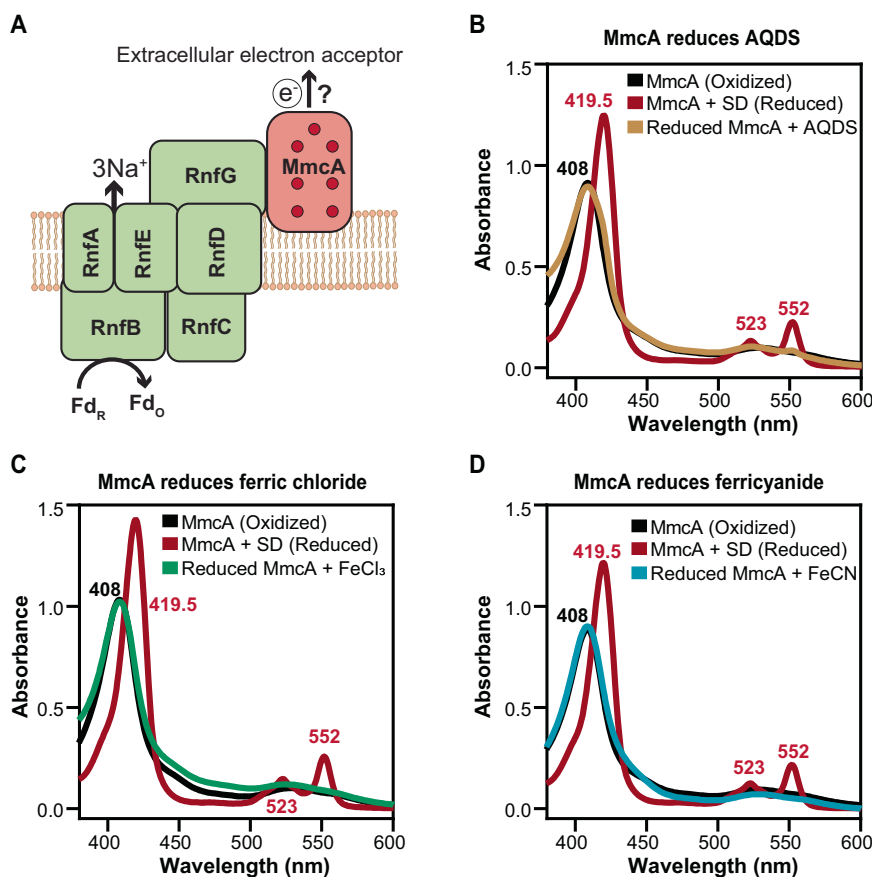 A
Extracellular electron acceptor
e⁻
?
3Na⁺
RnfG
MmcA
RnfA
RnfE
RnfD
RnfB
RnfC
Fd_R
Fd_O
B
MmcA reduces AQDS
1.5
1.0
0.5
0.0
Absorbance
MmcA (Oxidized)
MmcA + SD (Reduced)
Reduced MmcA + AQDS
419.5
408
523
552
400
450
500
550
600
Wavelength (nm)
C
MmcA reduces ferric chloride
1.5
1.0
0.5
0.0
Absorbance
MmcA (Oxidized)
MmcA + SD (Reduced)
Reduced MmcA + FeCl₃
408
419.5
552
523
400
450
500
550
600
Wavelength (nm)
D
MmcA reduces ferricyanide
1.5
1.0
0.5
0.0
Absorbance
MmcA (Oxidized)
MmcA + SD (Reduced)
Reduced MmcA + FeCN
419.5
408
523
552
400
450
500
550
600
Wavelength (nm)